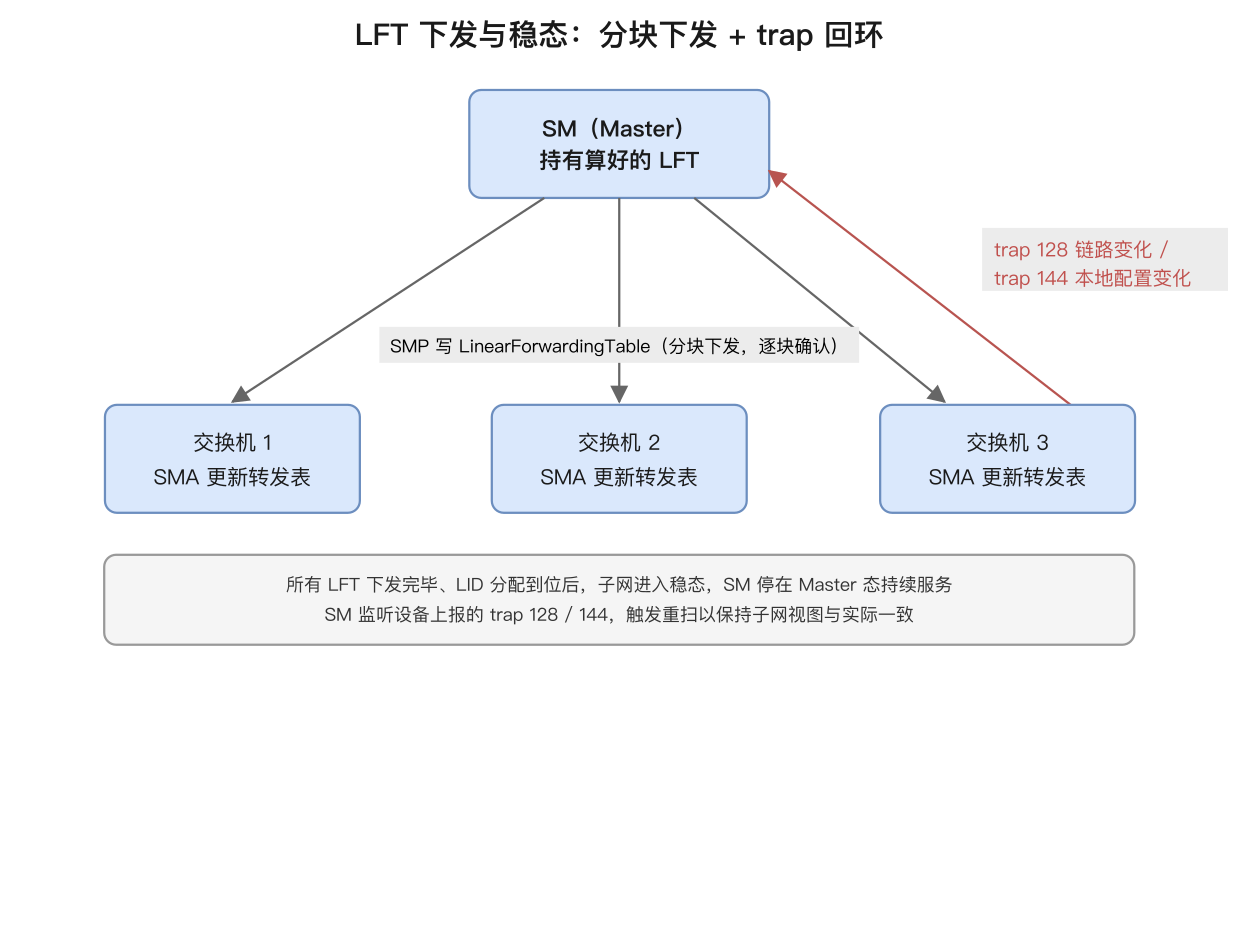 LFT 下发与稳态：分块下发 + trap 回环
SM（Master）
持有算好的 LFT
trap 128 链路变化 /
trap 144 本地配置变化
SMP 写 LinearForwardingTable（分块下发，逐块确认）
交换机 1
SMA 更新转发表
交换机 2
SMA 更新转发表
交换机 3
SMA 更新转发表
所有 LFT 下发完毕、LID 分配到位后，子网进入稳态，SM 停在 Master 态持续服务
SM 监听设备上报的 trap 128 / 144，触发重扫以保持子网视图与实际一致